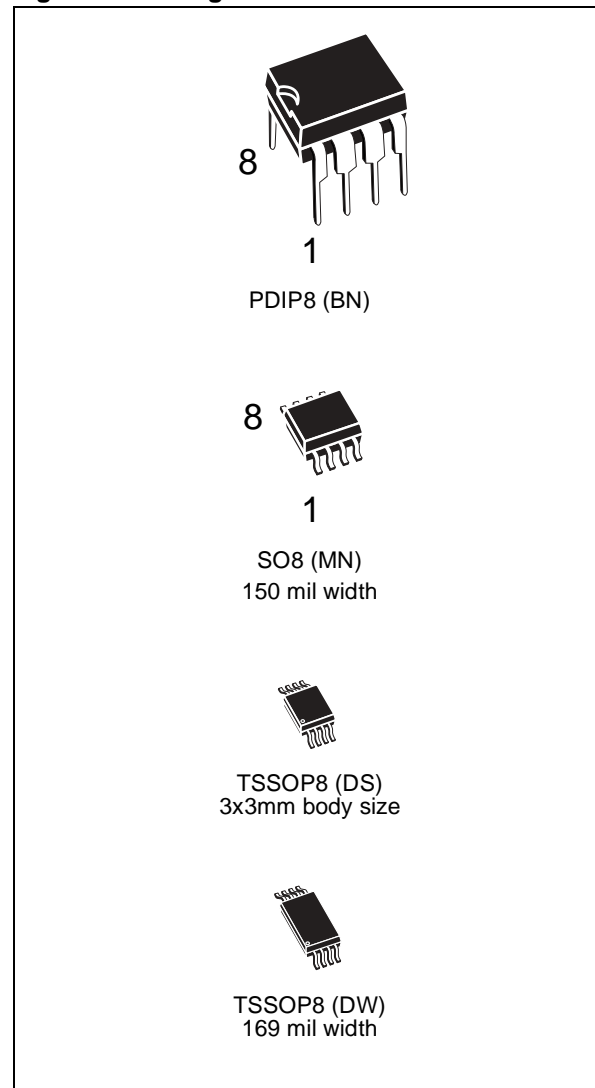 8
1
PDIP8 (BN)
8
1
SO8 (MN)
150 mil width
TSSOP8 (DS)
3x3mm body size
TSSOP8 (DW)
169 mil width